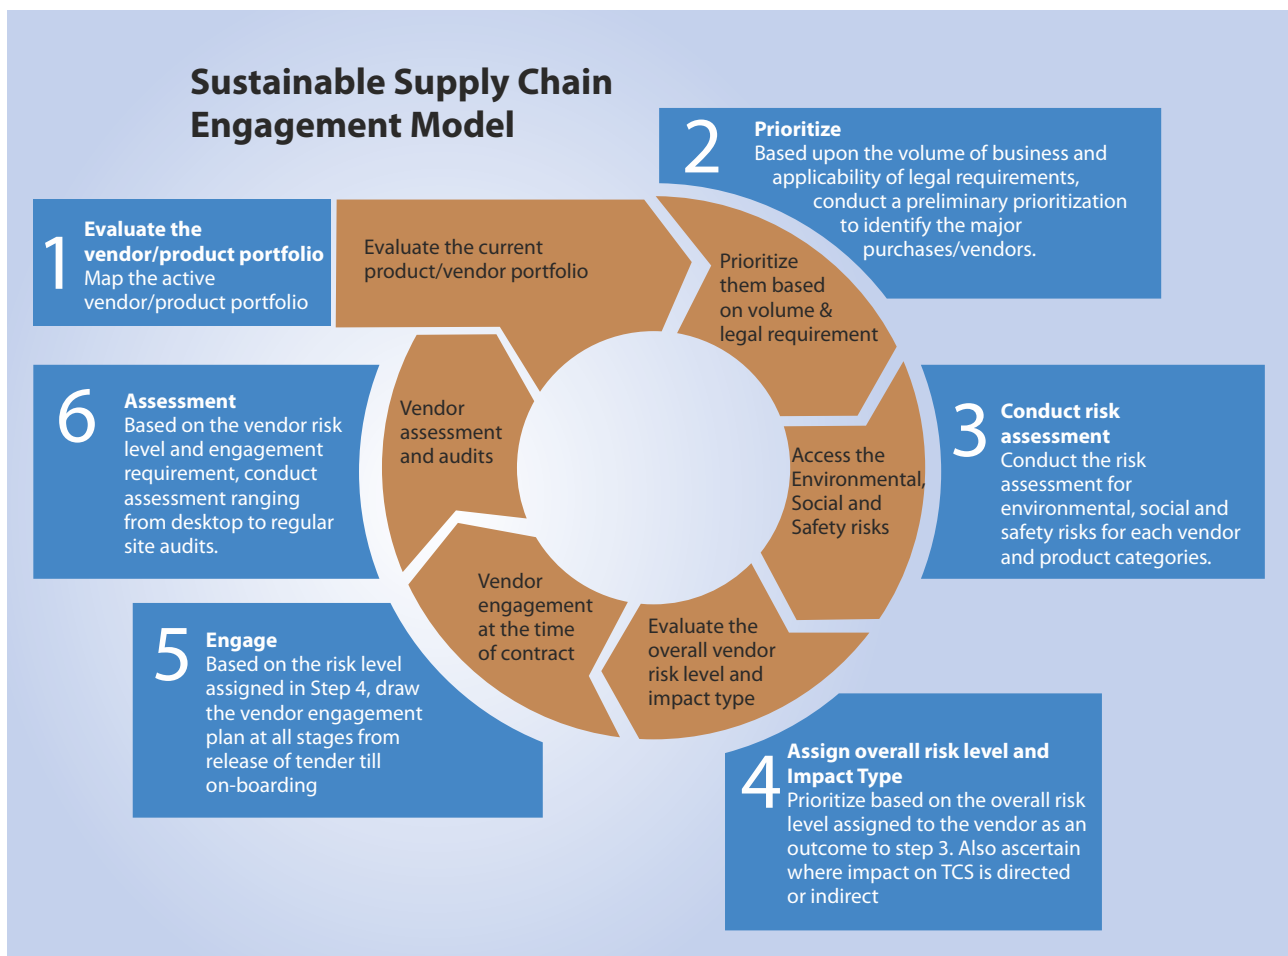 Sustainable Supply Chain
Engagement Model
1
Evaluate the
vendor/product portfolio
Map the active
vendor/product portfolio
Evaluate the current
product/vendor portfolio
2
Prioritize
Based upon the volume of business and
applicability of legal requirements,
conduct a preliminary prioritization
to identify the major
purchases/vendors.
Prioritize
them based
on volume &
legal requirement
3
Conduct risk
assessment
Conduct the risk
assessment for
environmental, social and
safety risks for each vendor
and product categories.
Access the
Environmental,
Social and
Safety risks
4
Assign overall risk level and
Impact Type
Prioritize based on the overall risk
level assigned to the vendor as an
outcome to step 3. Also ascertain
where impact on TCS is directed
or indirect
Evaluate the
overall vendor
risk level and
impact type
5
Engage
Based on the risk level
assigned in Step 4, draw
the vendor engagement
plan at all stages from
release of tender till
on-boarding
Vendor
engagement
at the time
of contract
6
Assessment
Based on the vendor risk
level and engagement
requirement, conduct
assessment ranging
from desktop to regular
site audits.
Vendor
assessment
and audits